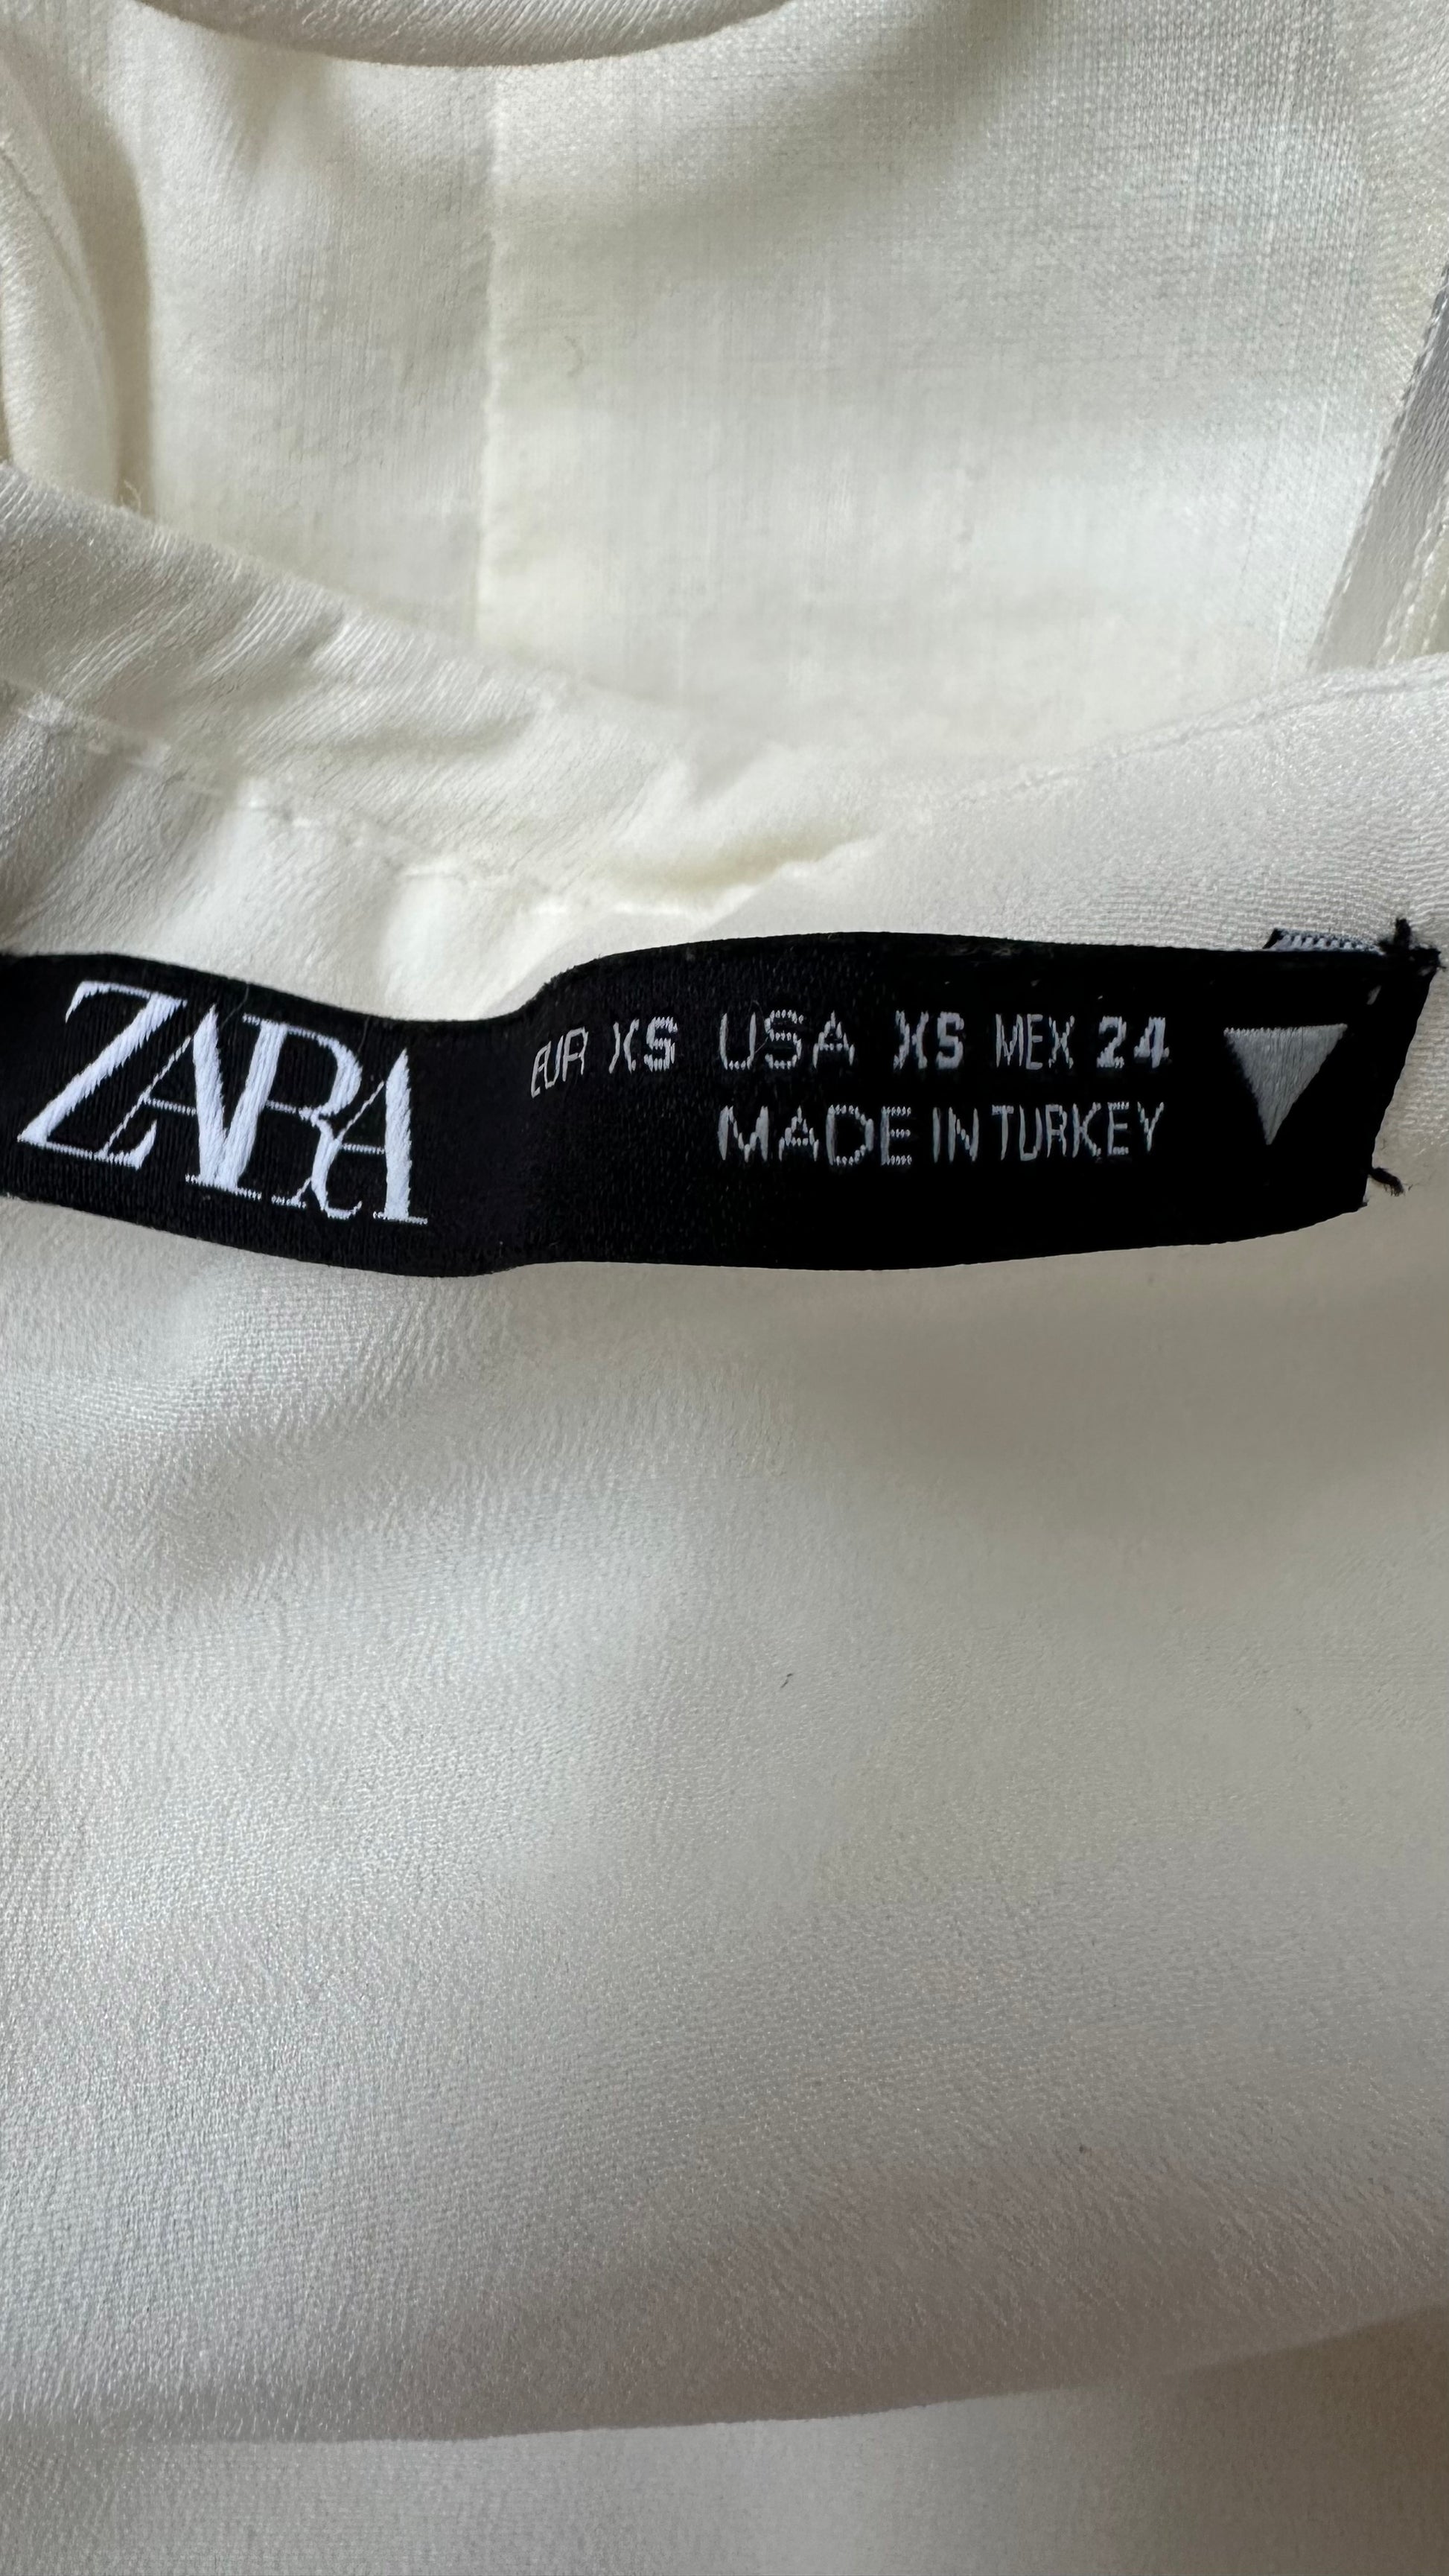 ZARA
EUR XS USA XS MEX 24
MADE IN TURKEY